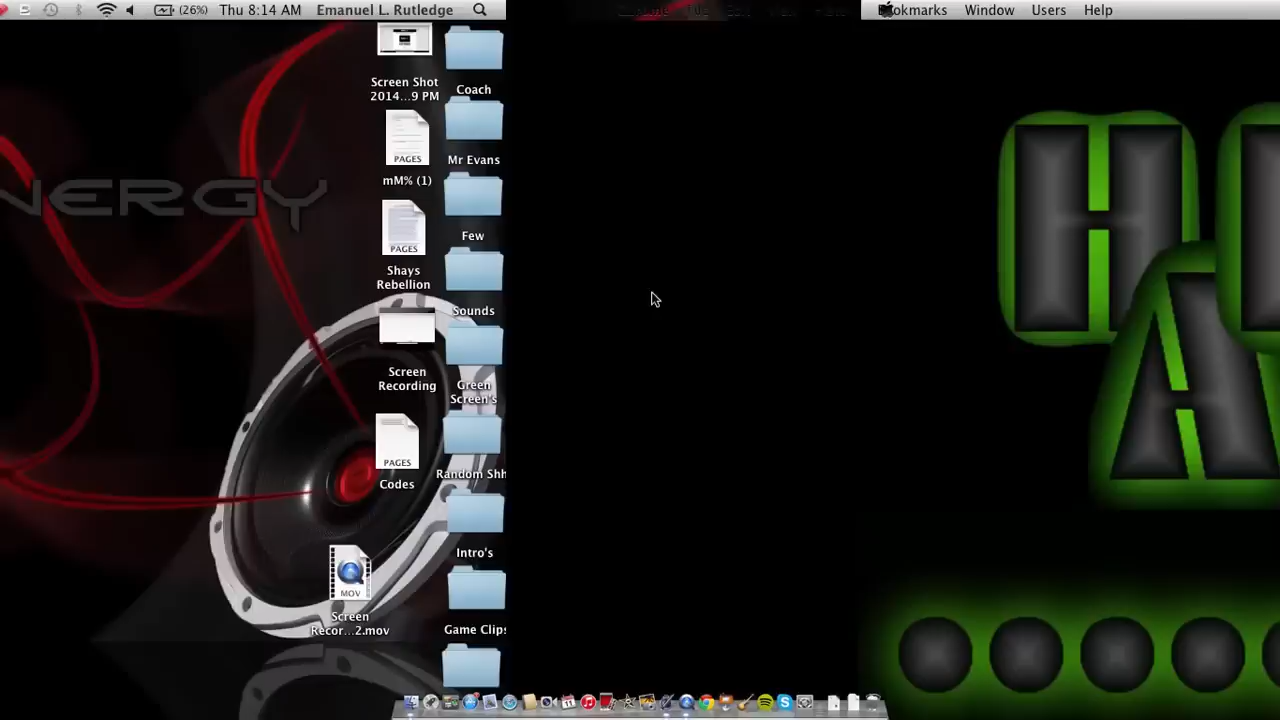 (26%) Thu 8:14 AM Emanuel L. Rutledge
Bookmarks Window Users Help
Screen Shot
2014...9 PM
Coach
PAGES
mM% (1)
Mr Evans
PAGES
Shays
Rebellion
Few
Sounds
Screen
Recording
Green
Screen's
PAGES
Codes
Random Shh
Intro's
MOV
Screen
Recor...2.mov
Game Clips
NERGY
H
A